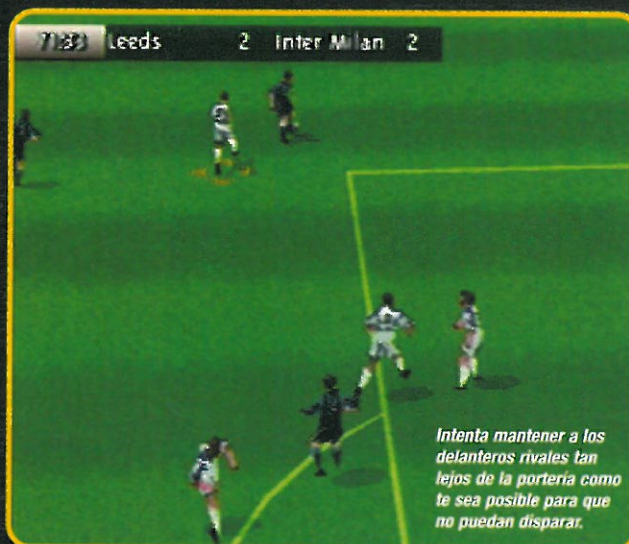 Leeds 2 Inter Milan 2
Intenta mantener a los
delanteros rivales tan
lejos de la portería como
te sea posible para que
no puedan disparar.